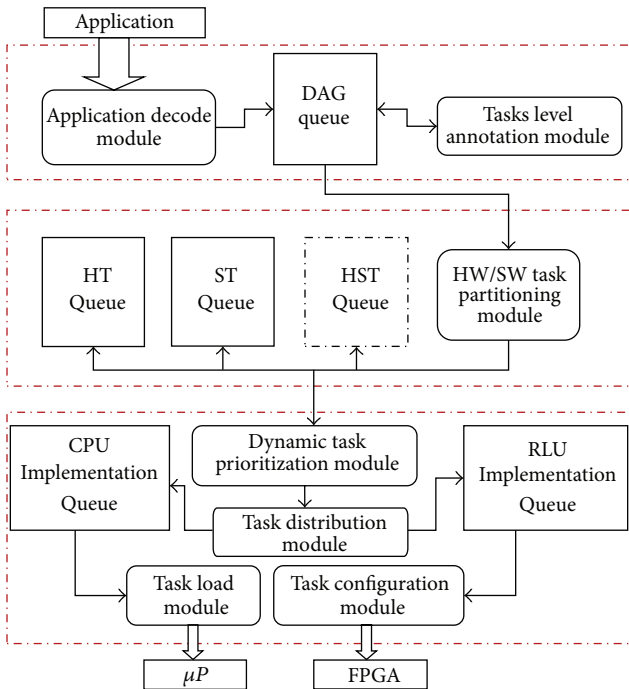 Application
Application decode
module
DAG
queue
Tasks level
annotation module
HT
Queue
ST
Queue
HST
Queue
HW/SW task
partitioning
module
CPU
Implementation
Queue
Dynamic task
prioritization module
RLU
Implementation
Queue
Task distribution
module
Task load
module
Task configuration
module
μP
FPGA